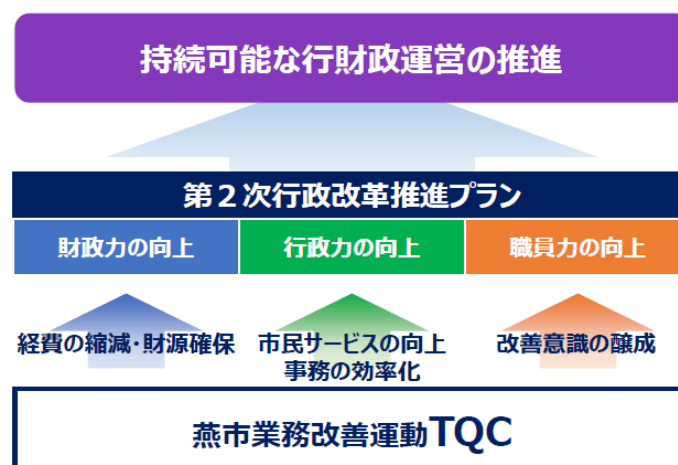 持続可能な行財政運営の推進
第２次行政改革推進プラン
財政力の向上
行政力の向上
職員力の向上
経費の縮減・財源確保
市民サービスの向上
事務の効率化
改善意識の醸成
燕市業務改善運動TQC